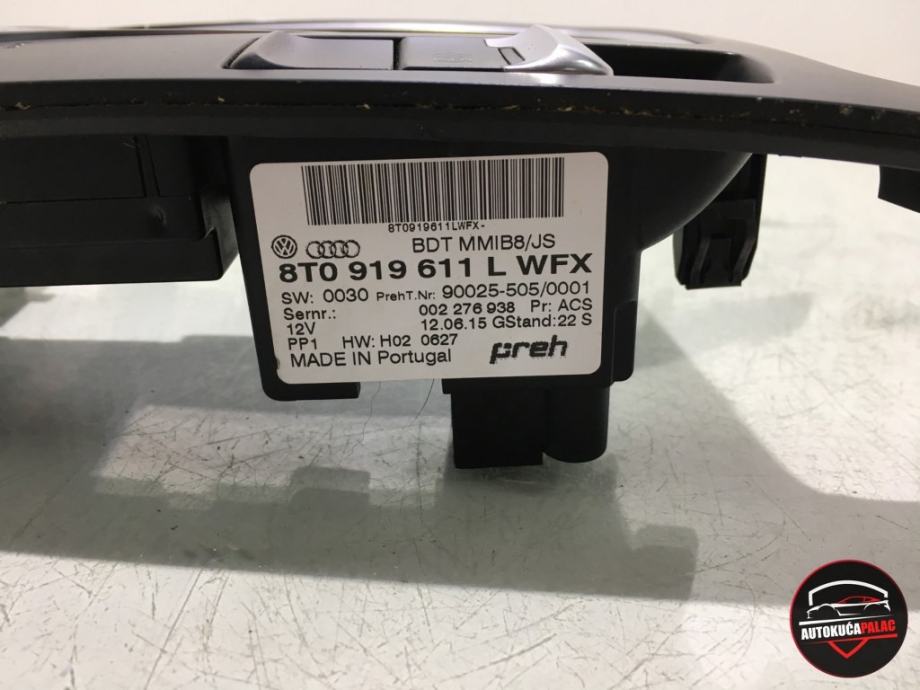 8T0919611LWFX-
BDT MMIB8/JS
8T0 919 611 L WFX
SW: 0030 PrehT.Nr: 90025-505/0001
Sernr.: 002 276 938 Pr: ACS
12V 12.06.15 GStand:22 S
PP1 HW: H02 0627
MADE IN Portugal preh
AUTOKUĆAPALAC